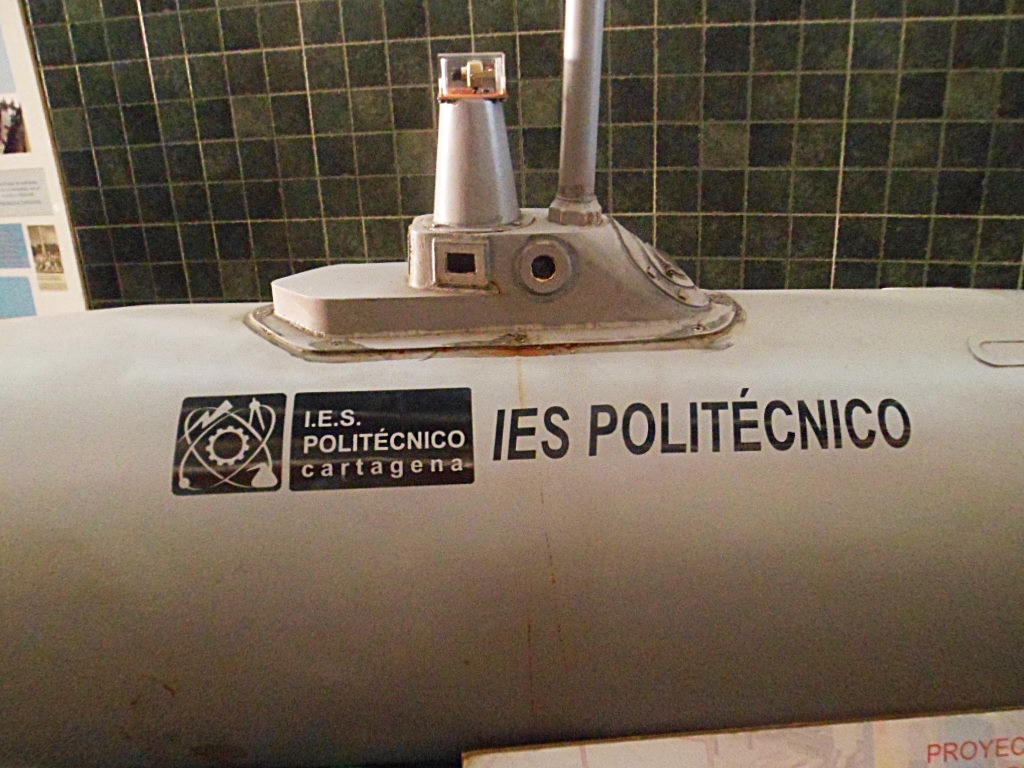 I.E.S.
POLITÉCNICO
cartagena
IES POLITÉCNICO
PROYEC